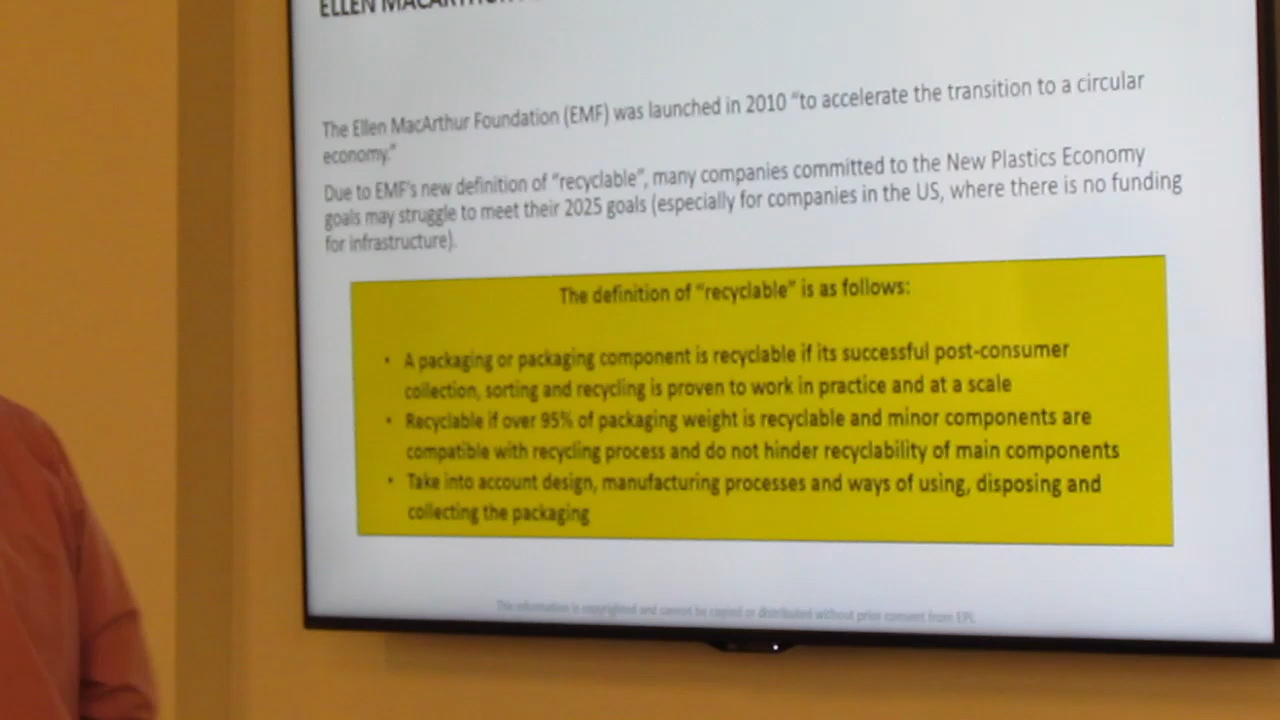 ELLEN MACARTHUR
The Ellen MacArthur Foundation (EMF) was launched in 2010 “to accelerate the transition to a circular
economy.”
Due to EMF's new definition of “recyclable”, many companies committed to the New Plastics Economy
goals may struggle to meet their 2025 goals (especially for companies in the US, where there is no funding
for infrastructure).
The definition of “recyclable” is as follows:
• A packaging or packaging component is recyclable if its successful post-consumer
collection, sorting and recycling is proven to work in practice and at a scale
• Recyclable if over 95% of packaging weight is recyclable and minor components are
compatible with recycling process and do not hinder recyclability of main components
• Take into account design, manufacturing processes and ways of using, disposing and
collecting the packaging
This information is copyrighted and cannot be copied or distributed without prior consent from EPL